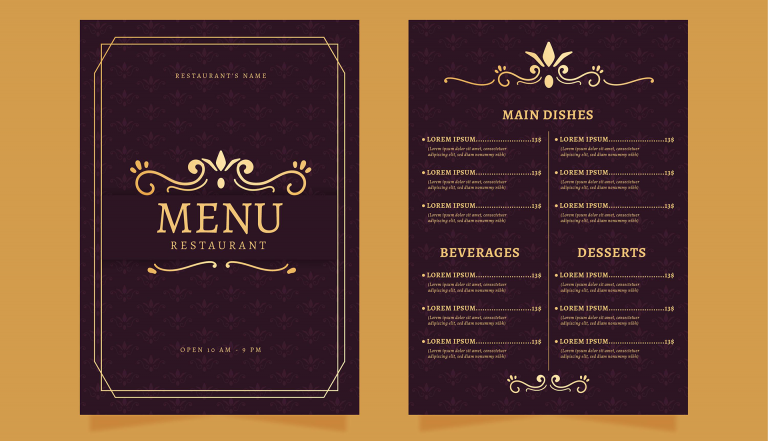 RESTAURANT'S NAME
MENU
RESTAURANT
OPEN 10 AM - 9 PM
MAIN DISHES
LOREM IPSUM.....................13$
(Lorem ipsum dolor sit amet, consectetuer
adipiscing elit, sed diam nonummy nibh)
LOREM IPSUM.....................13$
(Lorem ipsum dolor sit amet, consectetuer
adipiscing elit, sed diam nonummy nibh)
LOREM IPSUM.....................13$
(Lorem ipsum dolor sit amet, consectetuer
adipiscing elit, sed diam nonummy nibh)
LOREM IPSUM.....................13$
(Lorem ipsum dolor sit amet, consectetuer
adipiscing elit, sed diam nonummy nibh)
LOREM IPSUM.....................13$
(Lorem ipsum dolor sit amet, consectetuer
adipiscing elit, sed diam nonummy nibh)
LOREM IPSUM.....................13$
(Lorem ipsum dolor sit amet, consectetuer
adipiscing elit, sed diam nonummy nibh)
BEVERAGES
LOREM IPSUM.....................13$
(Lorem ipsum dolor sit amet, consectetuer
adipiscing elit, sed diam nonummy nibh)
LOREM IPSUM.....................13$
(Lorem ipsum dolor sit amet, consectetuer
adipiscing elit, sed diam nonummy nibh)
LOREM IPSUM.....................13$
(Lorem ipsum dolor sit amet, consectetuer
adipiscing elit, sed diam nonummy nibh)
DESSERTS
LOREM IPSUM.....................13$
(Lorem ipsum dolor sit amet, consectetuer
adipiscing elit, sed diam nonummy nibh)
LOREM IPSUM.....................13$
(Lorem ipsum dolor sit amet, consectetuer
adipiscing elit, sed diam nonummy nibh)
LOREM IPSUM.....................13$
(Lorem ipsum dolor sit amet, consectetuer
adipiscing elit, sed diam nonummy nibh)